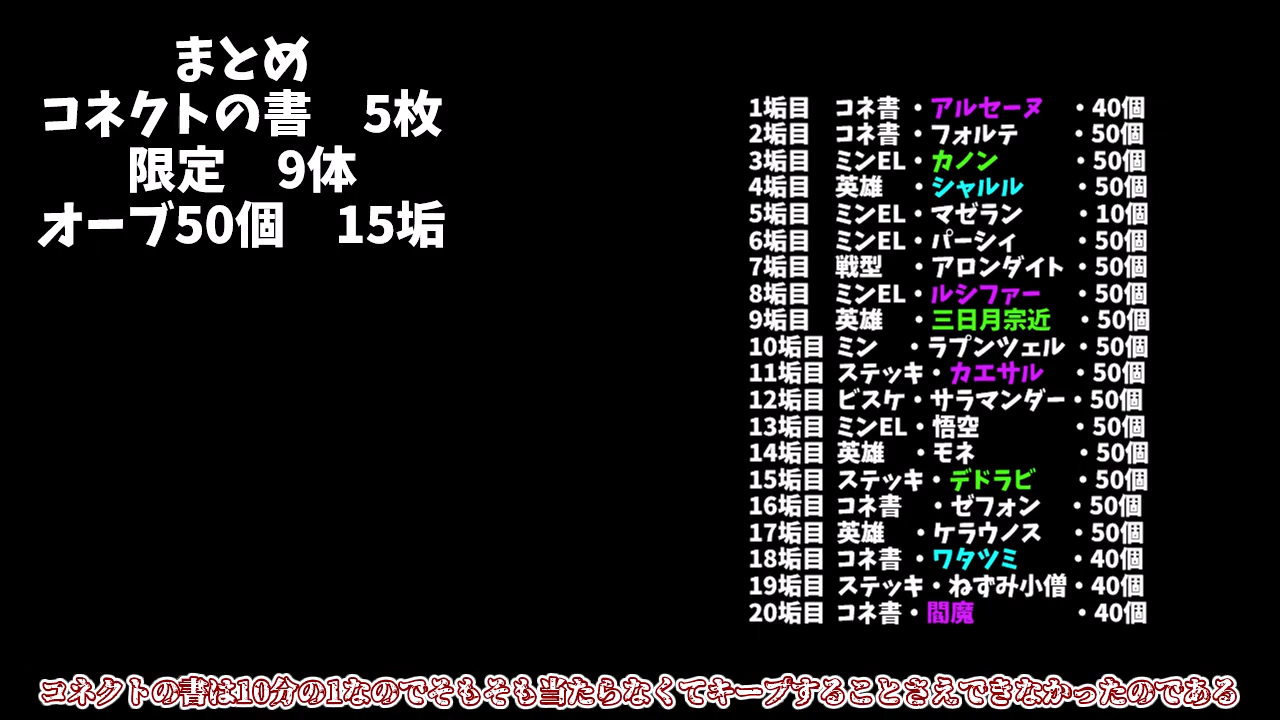 まとめ
コネクトの書　5枚
限定　9体
オーブ50個　15垢
1垢目　コネ書・アルセーヌ　・40個
2垢目　コネ書・フォルテ　・50個
3垢目　ミンEL・カノン　・50個
4垢目　英雄　・シャルル　・50個
5垢目　ミンEL・マゼラン　・10個
6垢目　ミンEL・パーシィ　・50個
7垢目　戦型　・アロンダイト・50個
8垢目　ミンEL・ルシファー　・50個
9垢目　英雄　・三日月宗近　・50個
10垢目 ミン　・ラプンツェル・50個
11垢目 ステッキ・カエサル　・50個
12垢目 ビスケ・サラマンダー・50個
13垢目 ミンEL・悟空　・50個
14垢目 英雄　・モネ　・50個
15垢目 ステッキ・デドラビ　・50個
16垢目 コネ書　・ゼフォン　・50個
17垢目 英雄　・ケラウノス　・50個
18垢目 コネ書・ワタツミ　・40個
19垢目 ステッキ・ねずみ小僧・40個
20垢目 コネ書・閻魔　・40個
コネクトの書は10分の1なのでそもそも当たらなくてキープすることさえできなかったのである